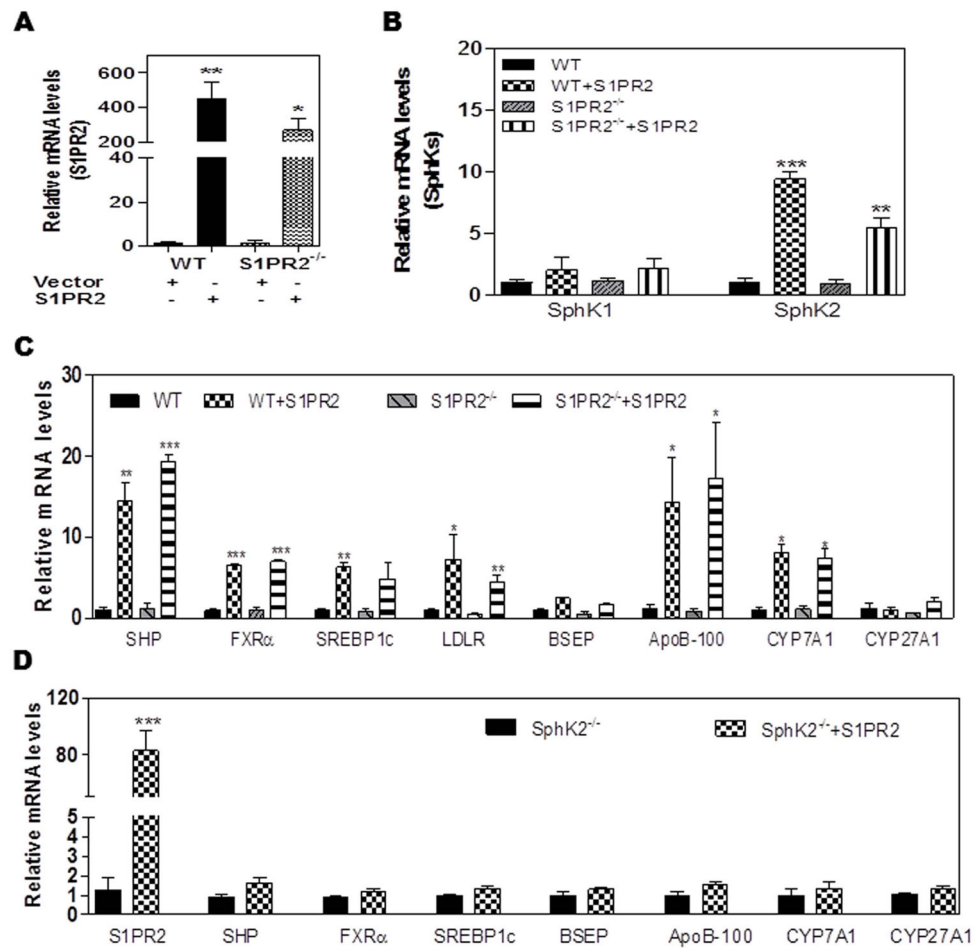 A
Relative mRNA levels
(S1PR2)
600
400
200
40
20
0
**
*
WT S1PR2-/-
Vector + - + -
S1PR2 - + - +
B
Relative mRNA levels
(SphKs)
20
15
10
5
0
WT
WT+S1PR2
S1PR2-/-
S1PR2-/-+S1PR2
***
**
SphK1 SphK2
C
Relative mRNA levels
30
20
10
0
WT WT+S1PR2 S1PR2-/- S1PR2-/-+S1PR2
** *** *** *** ** * ** * * * *
SHP FXRα SREBP1c LDLR BSEP ApoB-100 CYP7A1 CYP27A1
D
Relative mRNA levels
120
80
5
4
3
2
1
0
***
SphK2-/- SphK2-/-+S1PR2
S1PR2 SHP FXRα SREBP1c BSEP ApoB-100 CYP7A1 CYP27A1